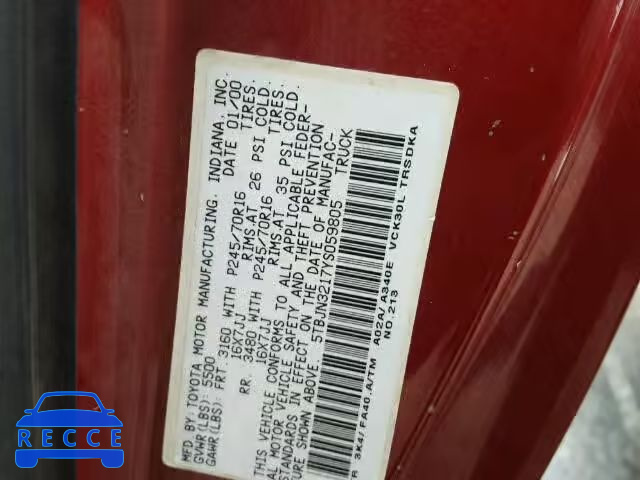 MFD. BY: TOYOTA MOTOR MANUFACTURING, INDIANA, INC.
GVWR (LBS): 5500 DATE 01/00
GAWR (LBS): FRT. 3160 WITH P245/70R16 TIRES.
16X7JJ RIMS. AT 26 PSI COLD.
RR. 3480 WITH P245/70R16 TIRES.
16X7JJ RIMS. AT 35 PSI COLD.
THIS VEHICLE CONFORMS TO ALL APPLICABLE FEDER-
AL MOTOR VEHICLE SAFETY AND THEFT PREVENTION
STANDARDS IN EFFECT ON THE DATE OF MANUFAC-
TURE SHOWN ABOVE.
5TBJN3217YS059805 TRUCK
3K4/FA40 A/TM A02A/A340E VCK30L TRSDKA
NO.213
RECCE